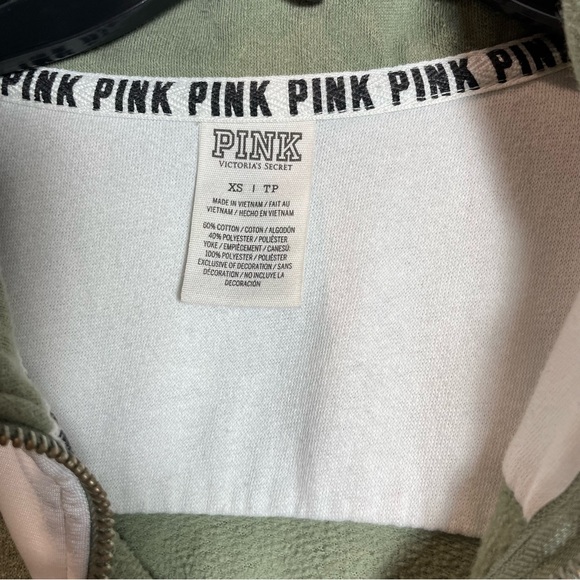 PINK PINK PINK PINK PINK PINK
PINK
VICTORIA'S SECRET
XS | TP
MADE IN VIETNAM / FAIT AU
VIETNAM / HECHO EN VIETNAM
60% COTTON / COTON / ALGODÓN
40% POLYESTER / POLIÉSTER
YOKE / EMPIÈCEMENT / CANESÚ:
100% POLYESTER / POLIÉSTER
EXCLUSIVE OF DECORATION / SANS
DÉCORATION / NO INCLUYE LA
DECORACIÓN